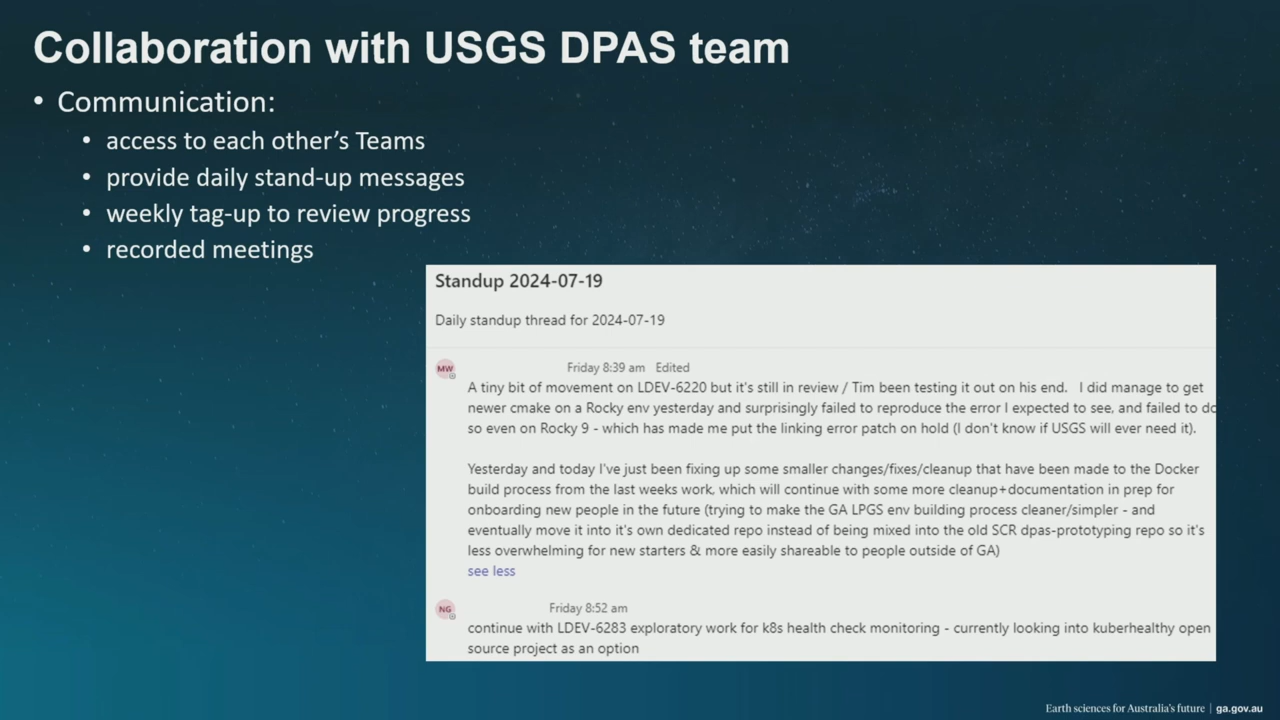 Collaboration with USGS DPAS team
• Communication:
• access to each other’s Teams
• provide daily stand-up messages
• weekly tag-up to review progress
• recorded meetings
Standup 2024-07-19
Daily standup thread for 2024-07-19
MW
Friday 8:39 am Edited
A tiny bit of movement on LDEV-6220 but it's still in review / Tim been testing it out on his end. I did manage to get
newer cmake on a Rocky env yesterday and surprisingly failed to reproduce the error I expected to see, and failed to do
so even on Rocky 9 - which has made me put the linking error patch on hold (I don't know if USGS will ever need it).
Yesterday and today I've just been fixing up some smaller changes/fixes/cleanup that have been made to the Docker
build process from the last weeks work, which will continue with some more cleanup+documentation in prep for
onboarding new people in the future (trying to make the GA LPGS env building process cleaner/simpler - and
eventually move it into it's own dedicated repo instead of being mixed into the old SCR dpas-prototyping repo so it's
less overwhelming for new starters & more easily shareable to people outside of GA)
see less
NG
Friday 8:52 am
continue with LDEV-6283 exploratory work for k8s health check monitoring - currently looking into kuberhealthy open
source project as an option
Earth sciences for Australia's future | ga.gov.au